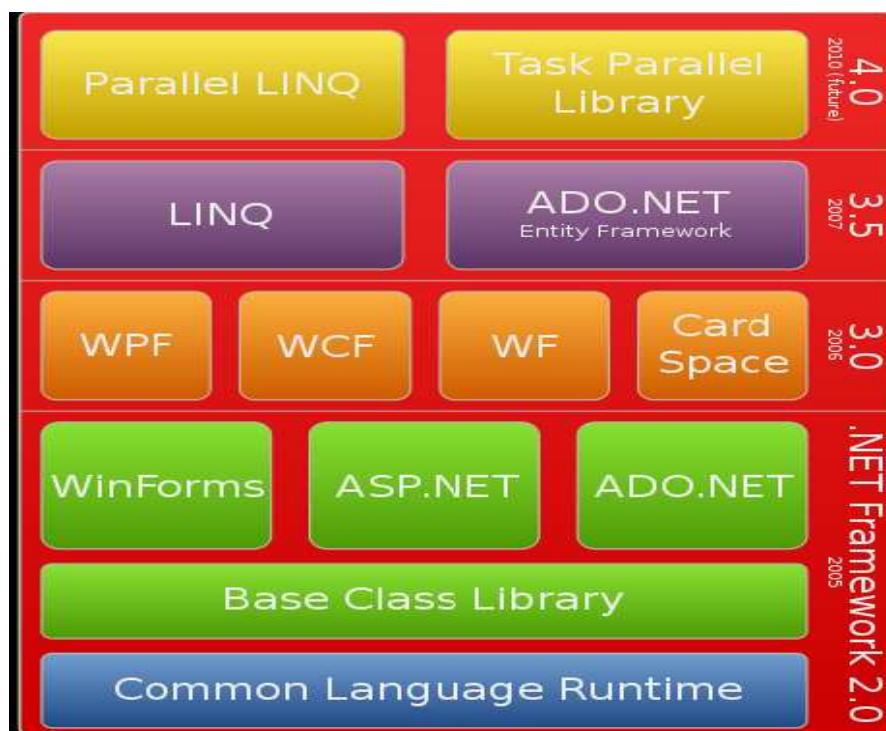 Parallel LINQ
Task Parallel
Library
4.0
2010 (future)
LINQ
ADO.NET
Entity Framework
3.5
2007
WPF
WCF
WF
Card
Space
3.0
2006
WinForms
ASP.NET
ADO.NET
Base Class Library
Common Language Runtime
.NET Framework 2.0
2005